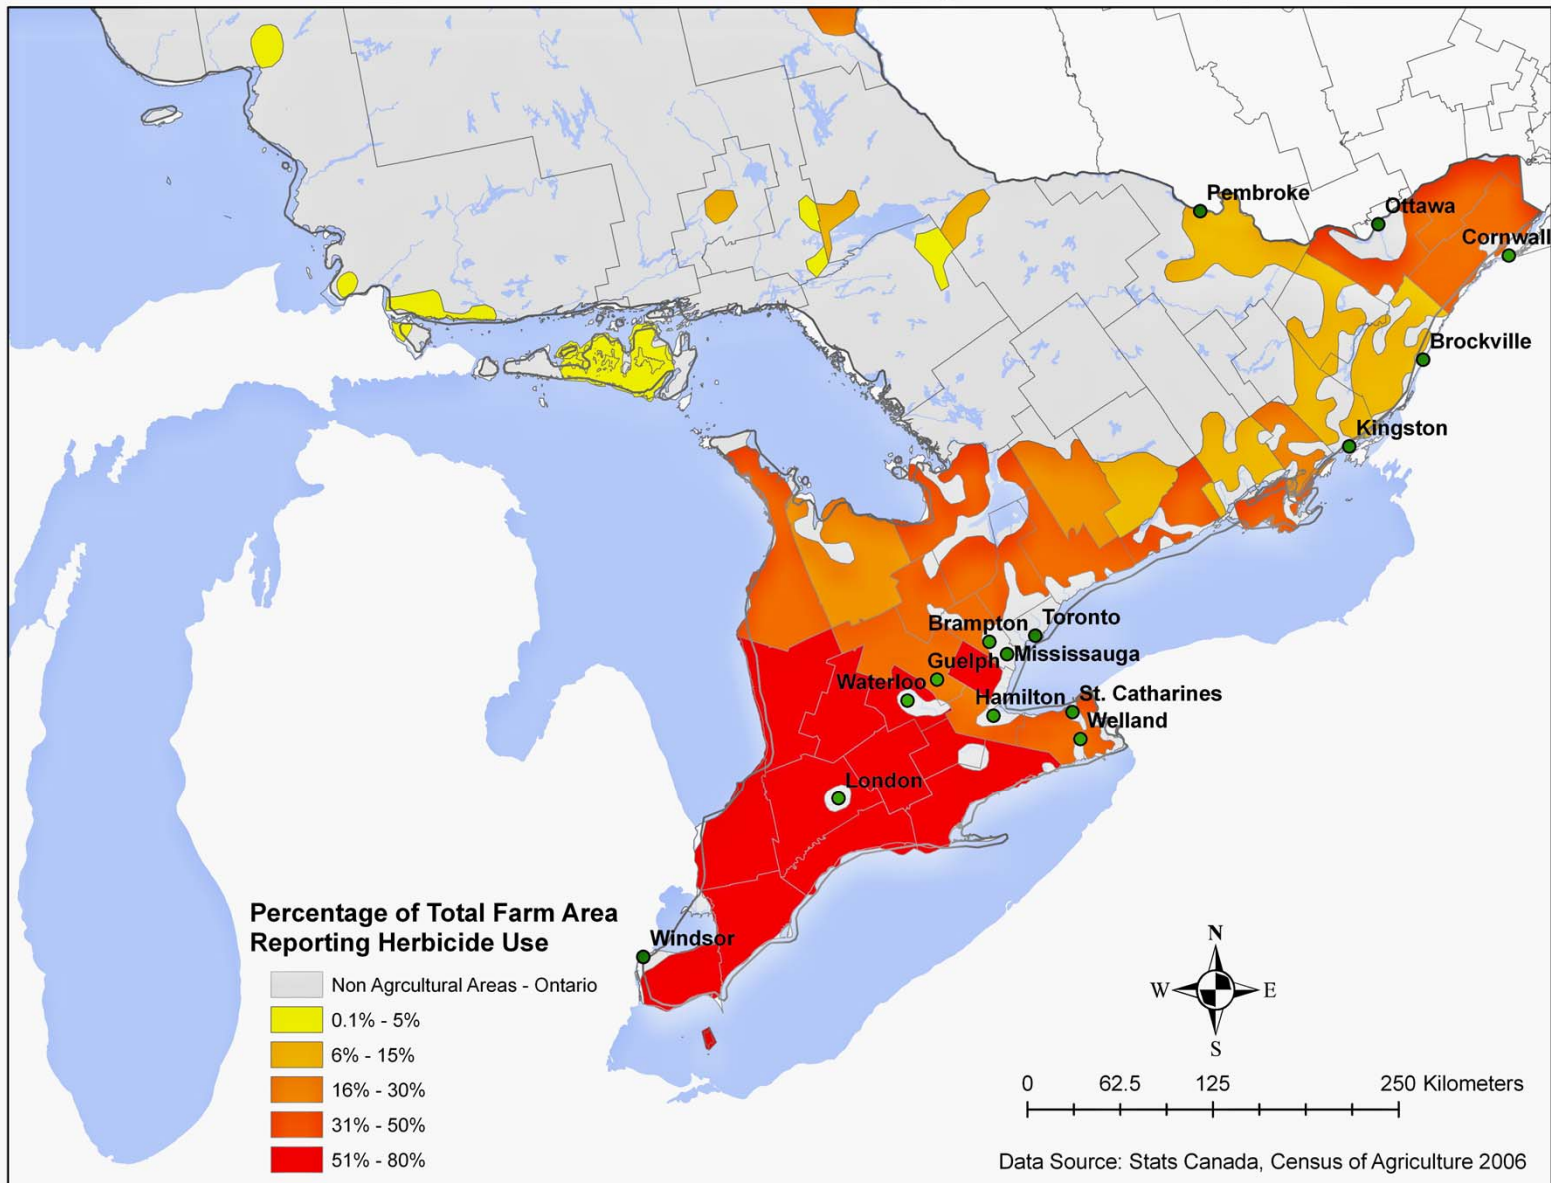 Pembroke
Ottawa
Cornwall
Brockville
Kingston
Brampton
Toronto
Mississauga
Guelph
Waterloo
Hamilton
St. Catharines
Welland
London
Windsor
Percentage of Total Farm Area
Reporting Herbicide Use
Non Agrcultural Areas - Ontario
0.1% - 5%
6% - 15%
16% - 30%
31% - 50%
51% - 80%
N
W E
S
0 62.5 125 250 Kilometers
Data Source: Stats Canada, Census of Agriculture 2006